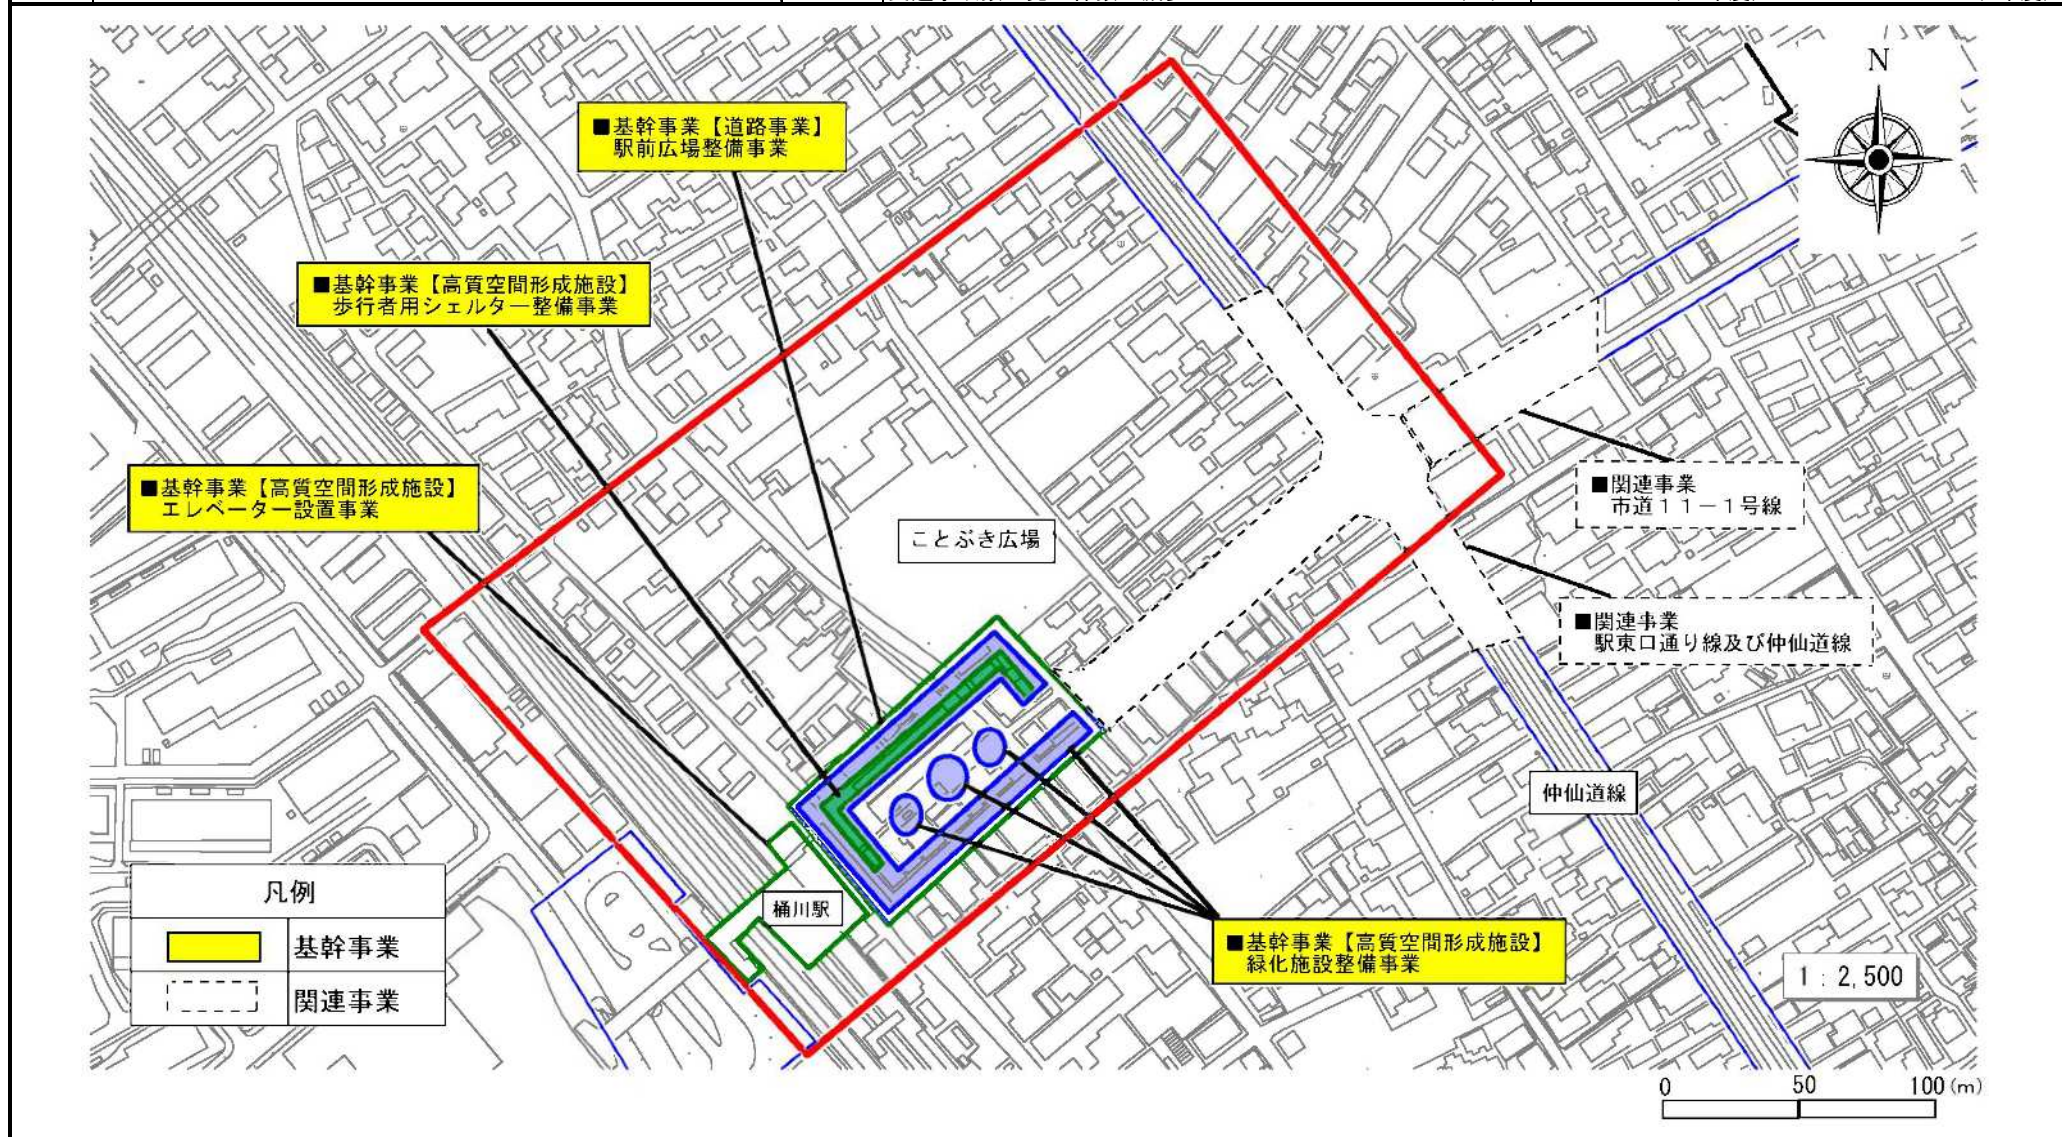 N
■基幹事業【道路事業】
駅前広場整備事業
■基幹事業【高質空間形成施設】
歩行者用シェルター整備事業
■基幹事業【高質空間形成施設】
エレベーター設置事業
ことぶき広場
■関連事業
市道11-1号線
■関連事業
駅東口通り線及び仲仙道線
仲仙道線
桶川駅
■基幹事業【高質空間形成施設】
緑化施設整備事業
凡例
基幹事業
関連事業
1:2,500
0 50 100(m)